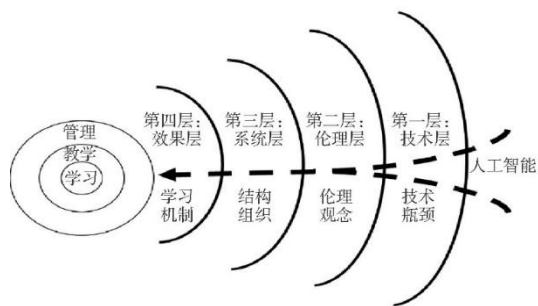 管理
教学
学习
第四层：
效果层
学习
机制
第三层：
系统层
结构
组织
第二层：
伦理层
伦理
观念
第一层：
技术层
技术
瓶颈
人工智能